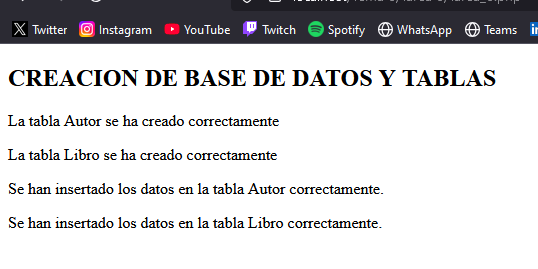 Twitter Instagram YouTube Twitch Spotify WhatsApp Teams
CREACION DE BASE DE DATOS Y TABLAS
La tabla Autor se ha creado correctamente
La tabla Libro se ha creado correctamente
Se han insertado los datos en la tabla Autor correctamente.
Se han insertado los datos en la tabla Libro correctamente.